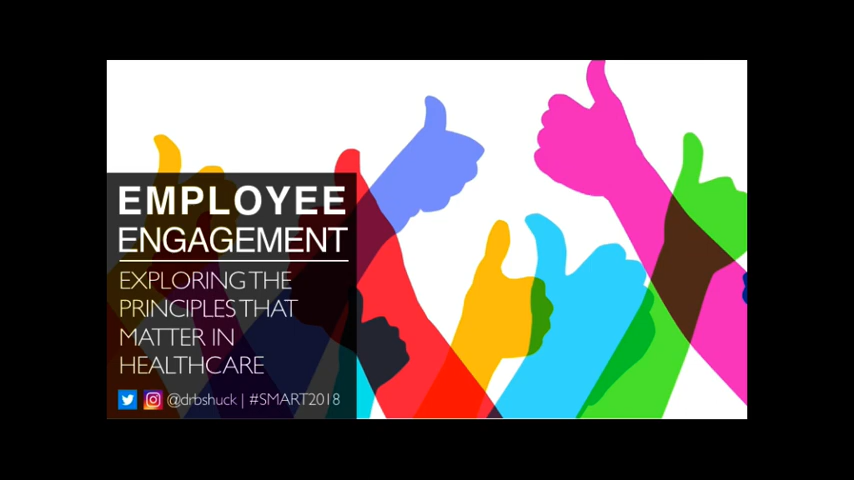 EMPLOYEE
ENGAGEMENT
EXPLORING THE
PRINCIPLES THAT
MATTER IN
HEALTHCARE
@drbshuck | #SMART2018